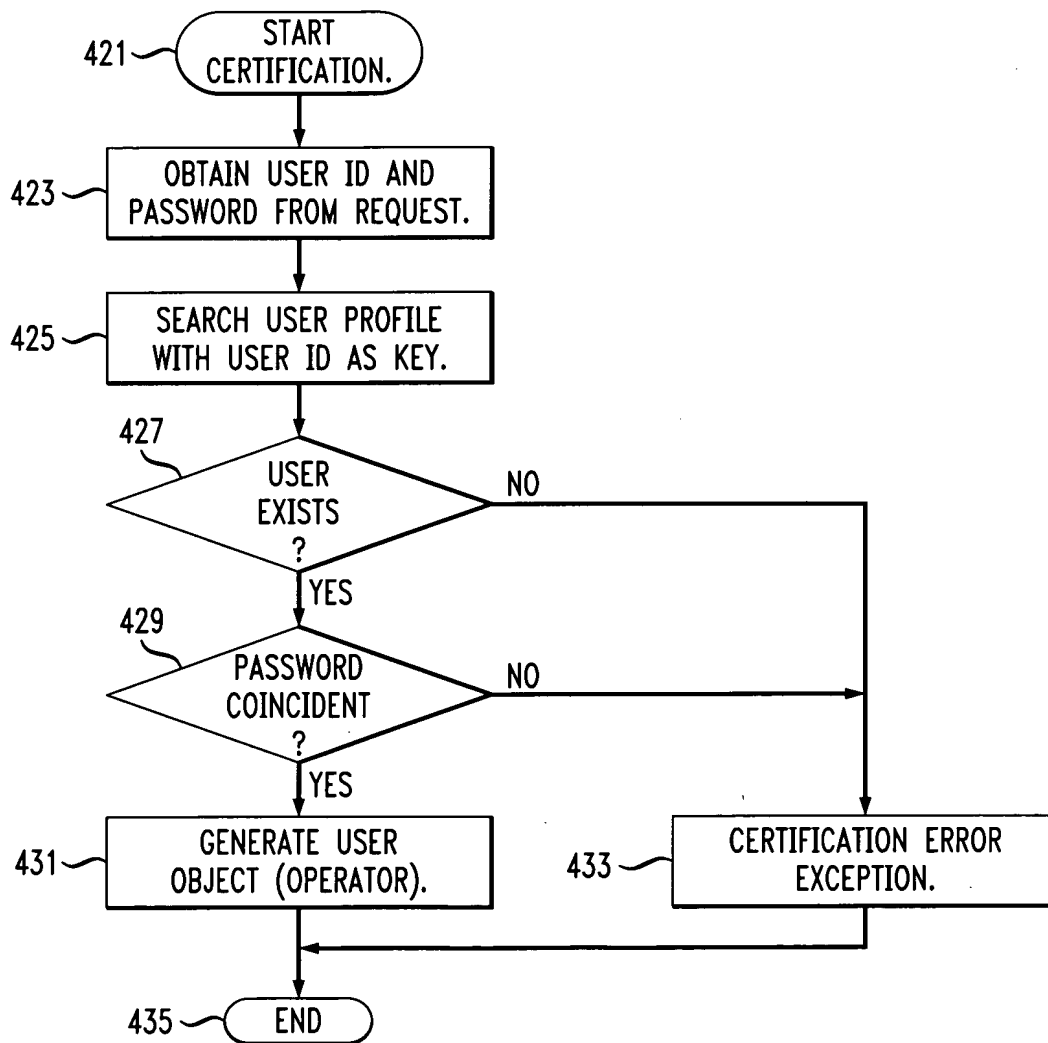 421
START
CERTIFICATION.
423
OBTAIN USER ID AND
PASSWORD FROM REQUEST.
425
SEARCH USER PROFILE
WITH USER ID AS KEY.
427
USER
EXISTS
?
NO
YES
429
PASSWORD
COINCIDENT
?
NO
YES
431
GENERATE USER
OBJECT (OPERATOR).
433
CERTIFICATION ERROR
EXCEPTION.
435
END